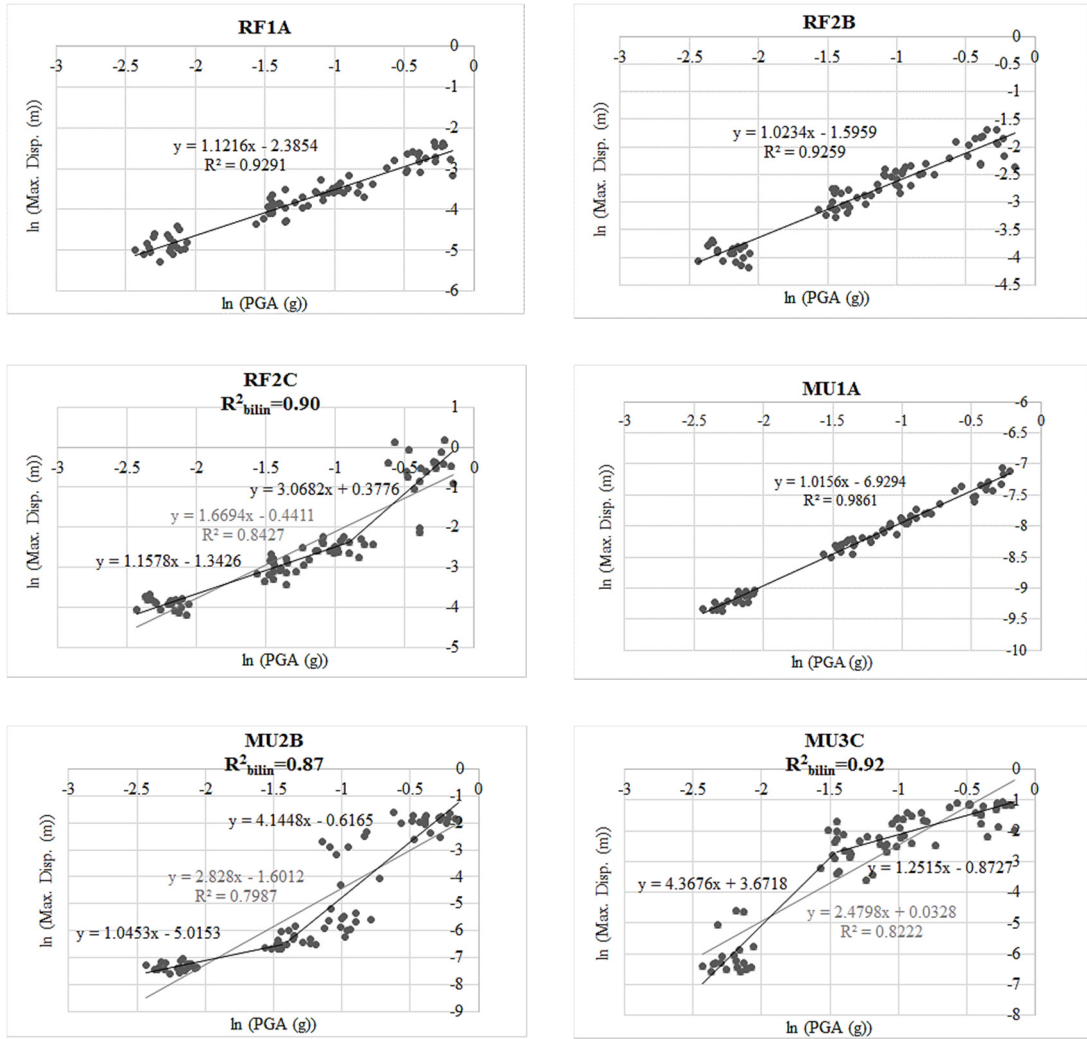 RF1A
0
-3 -2.5 -2 -1.5 -1 -0.5 0
-1
-2
-3
-4
-5
-6
y = 1.1216x - 2.3854
R² = 0.9291
ln (Max. Disp. (m))
ln (PGA (g))
RF2B
0
-3 -2.5 -2 -1.5 -1 -0.5 0
-0.5
-1
-1.5
-2
-2.5
-3
-3.5
-4
-4.5
y = 1.0234x - 1.5959
R² = 0.9259
ln (Max. Disp. (m))
ln (PGA (g))
RF2C
R²bilin=0.90
1
0
-3 -2.5 -2 -1.5 -1 -0.5 0
-1
-2
-3
-4
-5
y = 3.0682x + 0.3776
y = 1.6694x - 0.4411
R² = 0.8427
y = 1.1578x - 1.3426
ln (Max. Disp. (m))
ln (PGA (g))
MU1A
-6
-3 -2.5 -2 -1.5 -1 -0.5 0
-6.5
-7
-7.5
-8
-8.5
-9
-9.5
-10
y = 1.0156x - 6.9294
R² = 0.9861
ln (Max. Disp. (m))
ln (PGA (g))
MU2B
R²bilin=0.87
0
-3 -2.5 -2 -1.5 -1 -0.5 0
-1
-2
-3
-4
-5
-6
-7
-8
-9
y = 4.1448x - 0.6165
y = 2.828x - 1.6012
R² = 0.7987
y = 1.0453x - 5.0153
ln (Max. Disp. (m))
ln (PGA (g))
MU3C
R²bilin=0.92
0
-3 -2.5 -2 -1.5 -1 -0.5 0
-1
-2
-3
-4
-5
-6
-7
-8
y = 4.3676x + 3.6718
y = 1.2515x - 0.8727
y = 2.4798x + 0.0328
R² = 0.8222
ln (Max. Disp. (m))
ln (PGA (g))